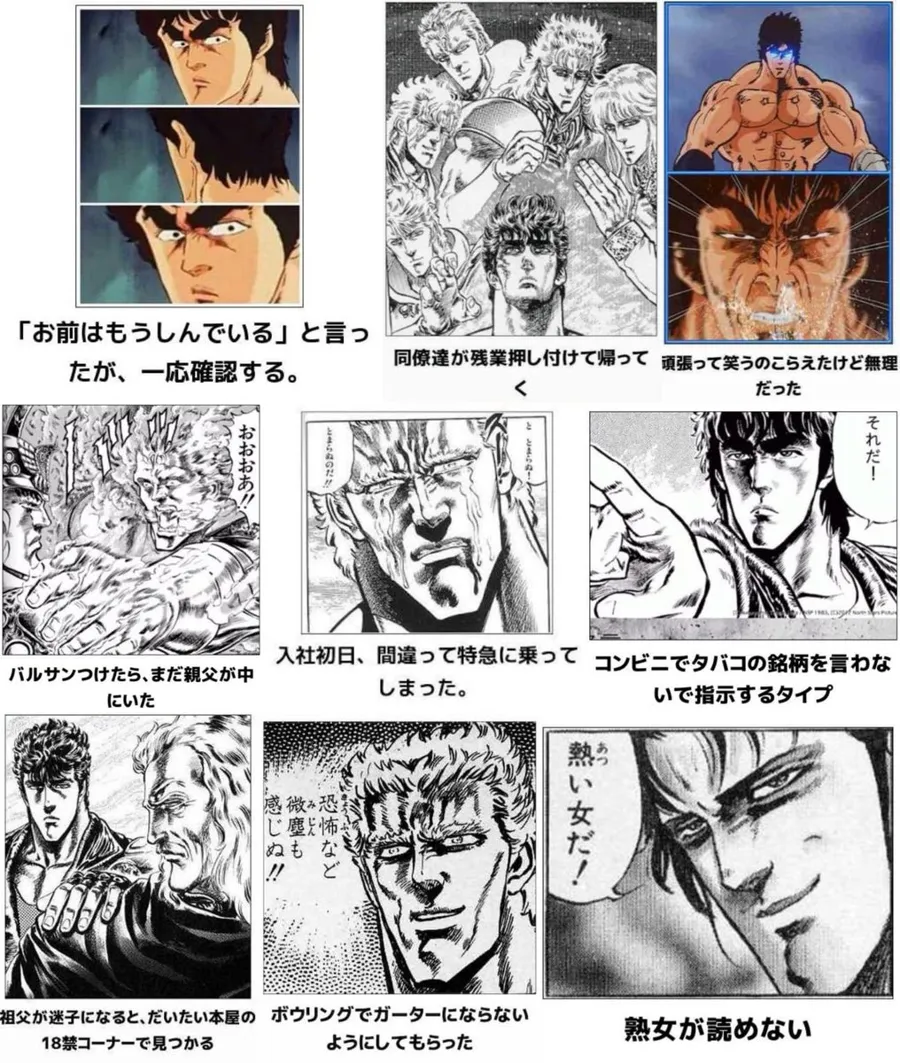 「お前はもうしんでいる」と言っ
たが、一応確認する。
同僚達が残業押し付けて帰って
く
頑張って笑うのこらえたけど無理
だった
おおおあ!!
バルサンつけたら、まだ親父が中
にいた
と とまらぬ!
とまらぬのだ!!
入社初日、間違って特急に乗って
しまった。
それだ!
コンビニでタバコの銘柄を言わな
いで指示するタイプ
祖父が迷子になると、だいたい本屋の
18禁コーナーで見つかる
恐怖など
微塵も
感じぬ!!
ボウリングでガーターにならない
ようにしてもらった
熱い女だ!
熟女が読めない